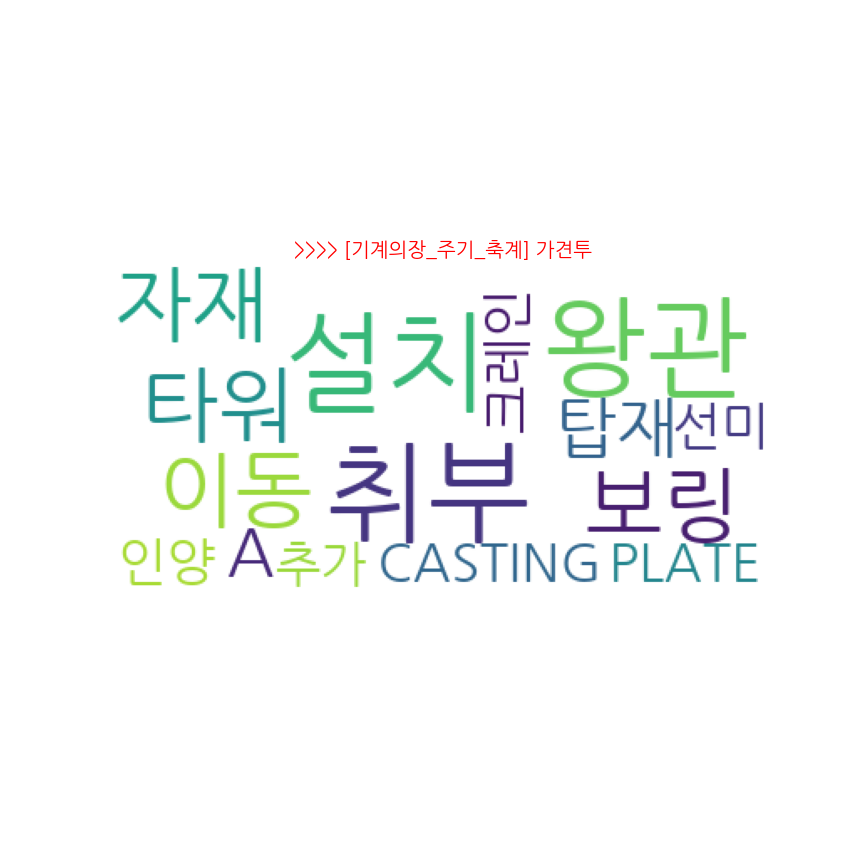 >>>> [기계의장_주기_축계] 가견투
자재
설치
크레인
왕관
타워
탑재
선미
이동
취부
보링
인양
A
추가
CASTING
PLATE